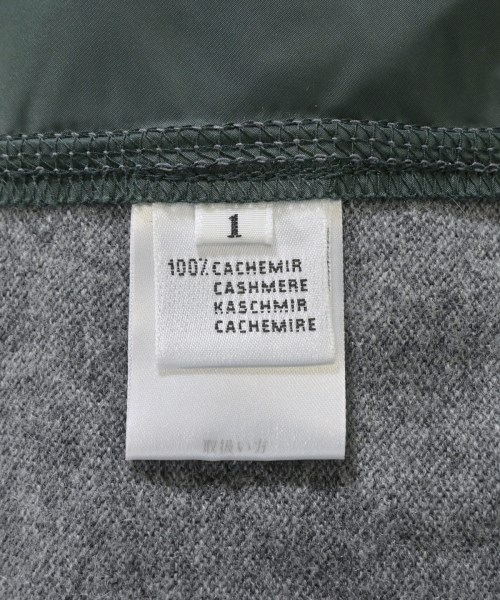 1
100% CACHEMIR
CASHMERE
KASCHMIR
CACHEMIRE
取扱い方